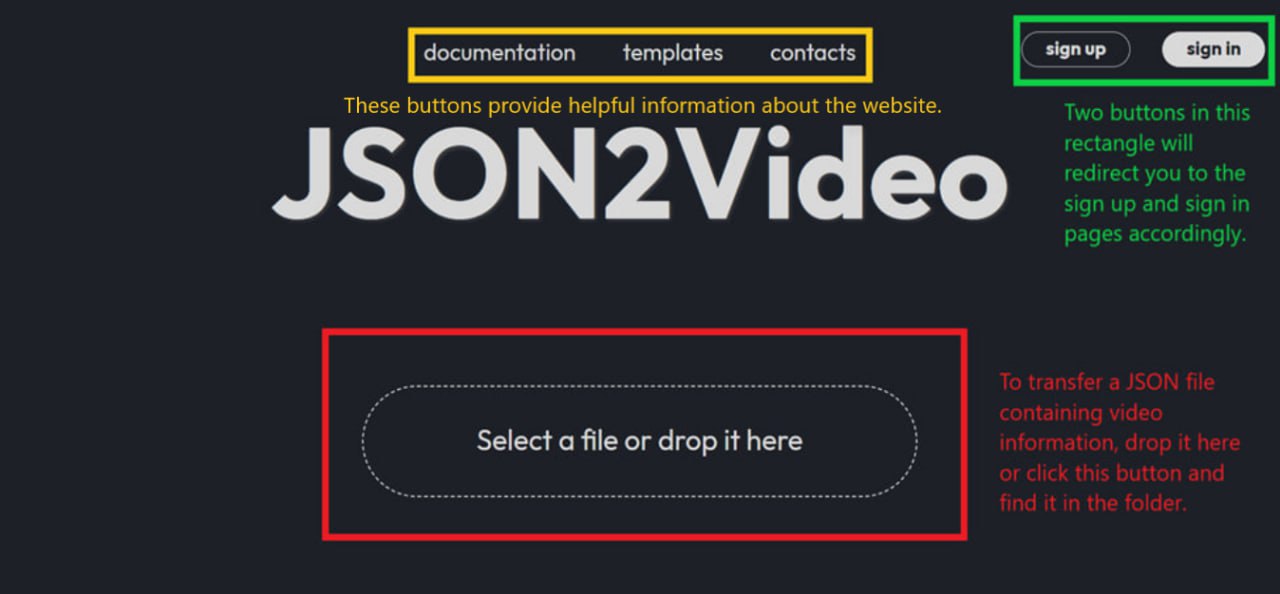 documentation templates contacts
sign up sign in
These buttons provide helpful information about the website.
Two buttons in this
rectangle will
redirect you to the
sign up and sign in
pages accordingly.
JSON2Video
Select a file or drop it here
To transfer a JSON file
containing video
information, drop it here
or click this button and
find it in the folder.